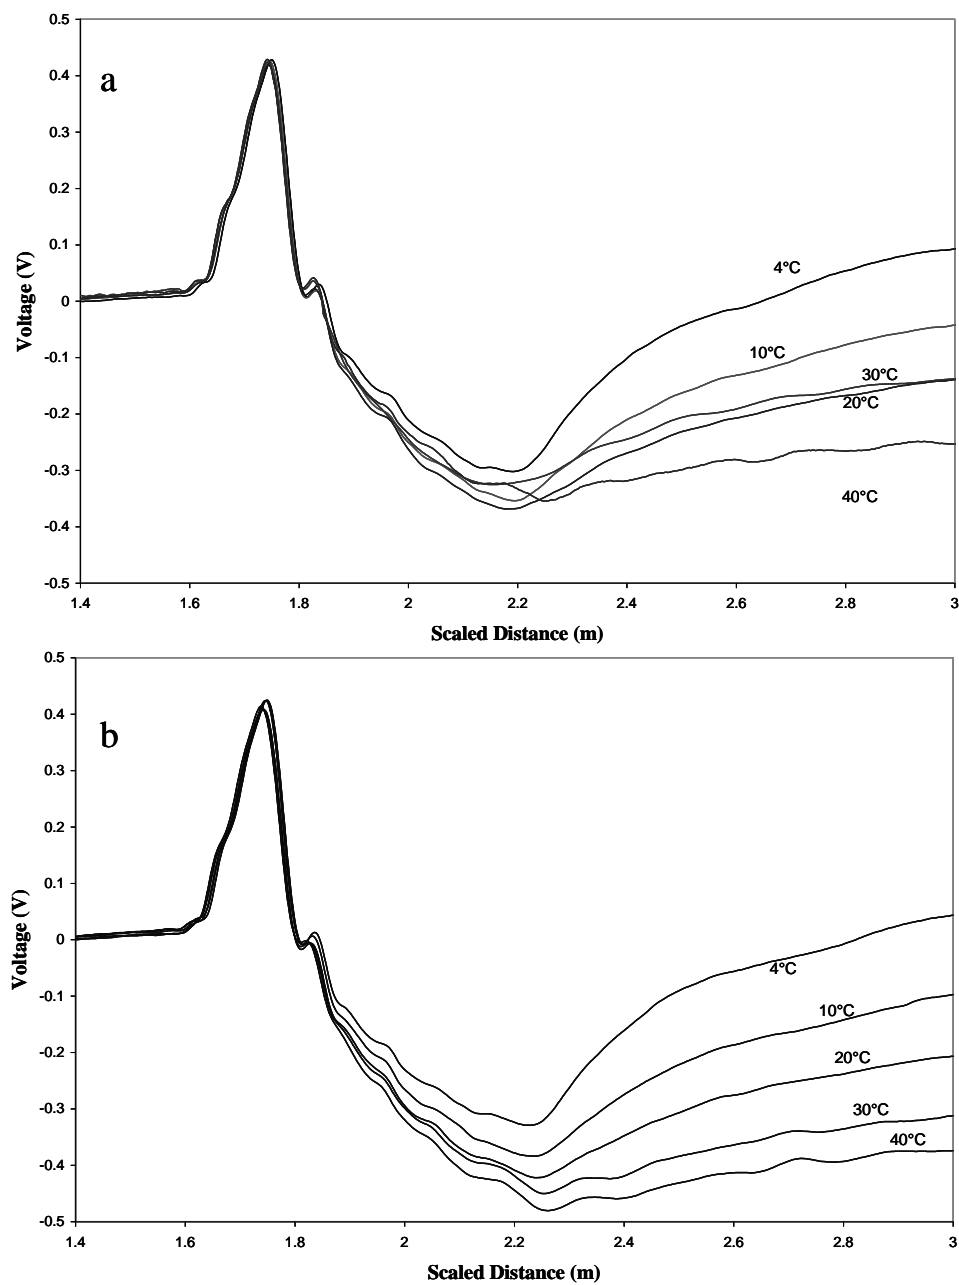 0.5
a
0.4
0.3
0.2
0.1
4°C
0
10°C
-0.1
30°C
20°C
-0.2
-0.3
40°C
-0.4
-0.5
Voltage (V)
1.4 1.6 1.8 2 2.2 2.4 2.6 2.8 3
Scaled Distance (m)
0.5
b
0.4
0.3
0.2
0.1
0
4°C
-0.1
10°C
-0.2
20°C
-0.3
30°C
40°C
-0.4
-0.5
Voltage (V)
1.4 1.6 1.8 2 2.2 2.4 2.6 2.8 3
Scaled Distance (m)